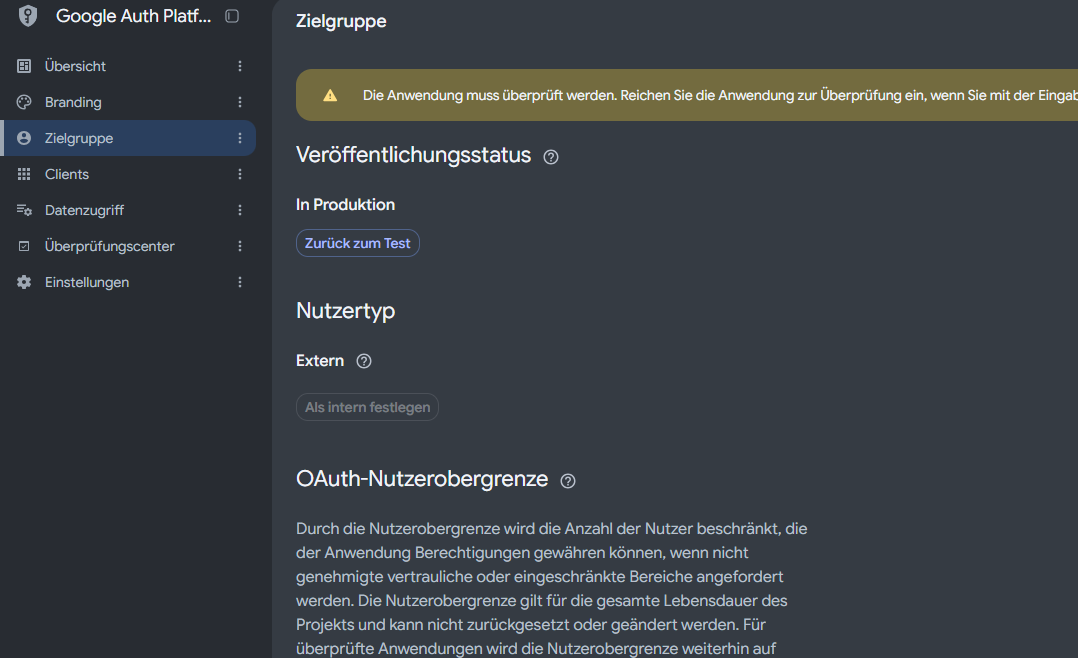 Google Auth Platf...
Übersicht
Branding
Zielgruppe
Clients
Datenzugriff
Überprüfungscenter
Einstellungen
Zielgruppe
Die Anwendung muss überprüft werden. Reichen Sie die Anwendung zur Überprüfung ein, wenn Sie mit der Eingab
Veröffentlichungsstatus
In Produktion
Zurück zum Test
Nutzertyp
Extern
Als intern festlegen
OAuth-Nutzerobergrenze
Durch die Nutzerobergrenze wird die Anzahl der Nutzer beschränkt, die
der Anwendung Berechtigungen gewähren können, wenn nicht
genehmigte vertrauliche oder eingeschränkte Bereiche angefordert
werden. Die Nutzerobergrenze gilt für die gesamte Lebensdauer des
Projekts und kann nicht zurückgesetzt oder geändert werden. Für
überprüfte Anwendungen wird die Nutzerobergrenze weiterhin auf